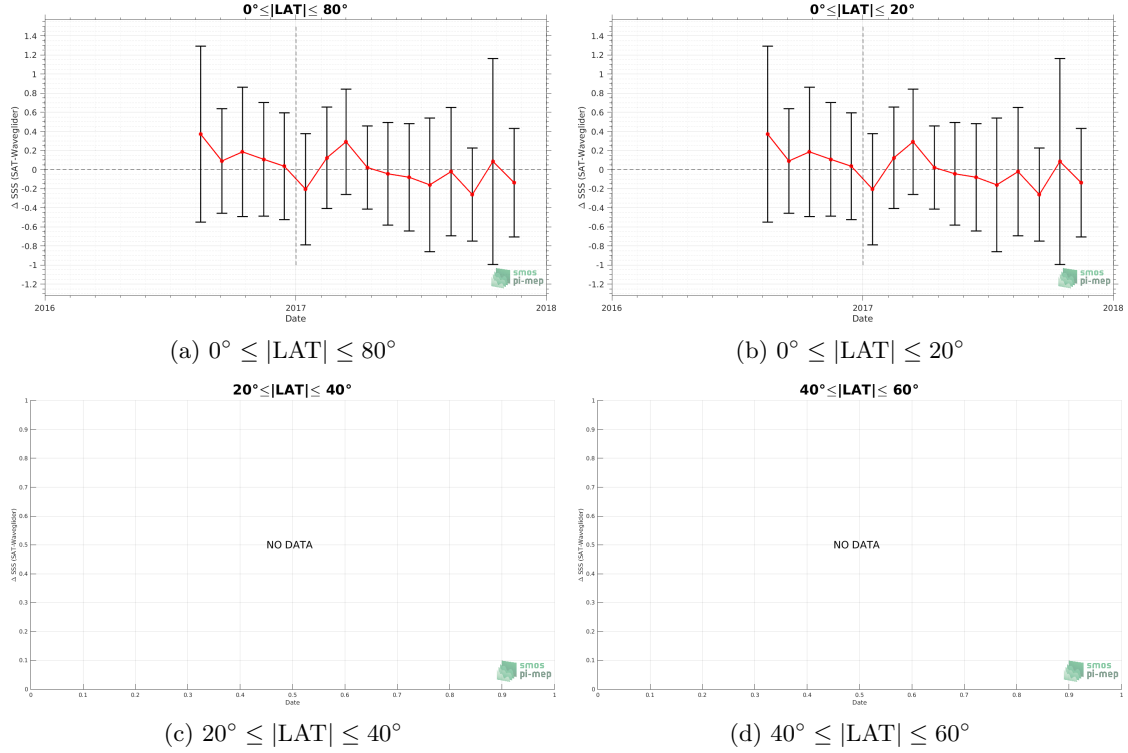 0°≤|LAT|≤ 80°
1.4
1.2
1
0.8
0.6
0.4
0.2
0
-0.2
-0.4
-0.6
-0.8
-1
-1.2
Δ SSS (SAT-Waveglider)
2016
2017
2018
Date
smos
pi-mep
(a) 0° ≤ |LAT| ≤ 80°
0°≤|LAT|≤ 20°
1.4
1.2
1
0.8
0.6
0.4
0.2
0
-0.2
-0.4
-0.6
-0.8
-1
-1.2
Δ SSS (SAT-Waveglider)
2016
2017
2018
Date
smos
pi-mep
(b) 0° ≤ |LAT| ≤ 20°
20°≤|LAT|≤ 40°
1
0.9
0.8
0.7
0.6
0.5
0.4
0.3
0.2
0.1
0
Δ SSS (SAT-Waveglider)
NO DATA
0 0.1 0.2 0.3 0.4 0.5 0.6 0.7 0.8 0.9 1
Date
smos
pi-mep
(c) 20° ≤ |LAT| ≤ 40°
40°≤|LAT|≤ 60°
1
0.9
0.8
0.7
0.6
0.5
0.4
0.3
0.2
0.1
0
Δ SSS (SAT-Waveglider)
NO DATA
0 0.1 0.2 0.3 0.4 0.5 0.6 0.7 0.8 0.9 1
Date
smos
pi-mep
(d) 40° ≤ |LAT| ≤ 60°